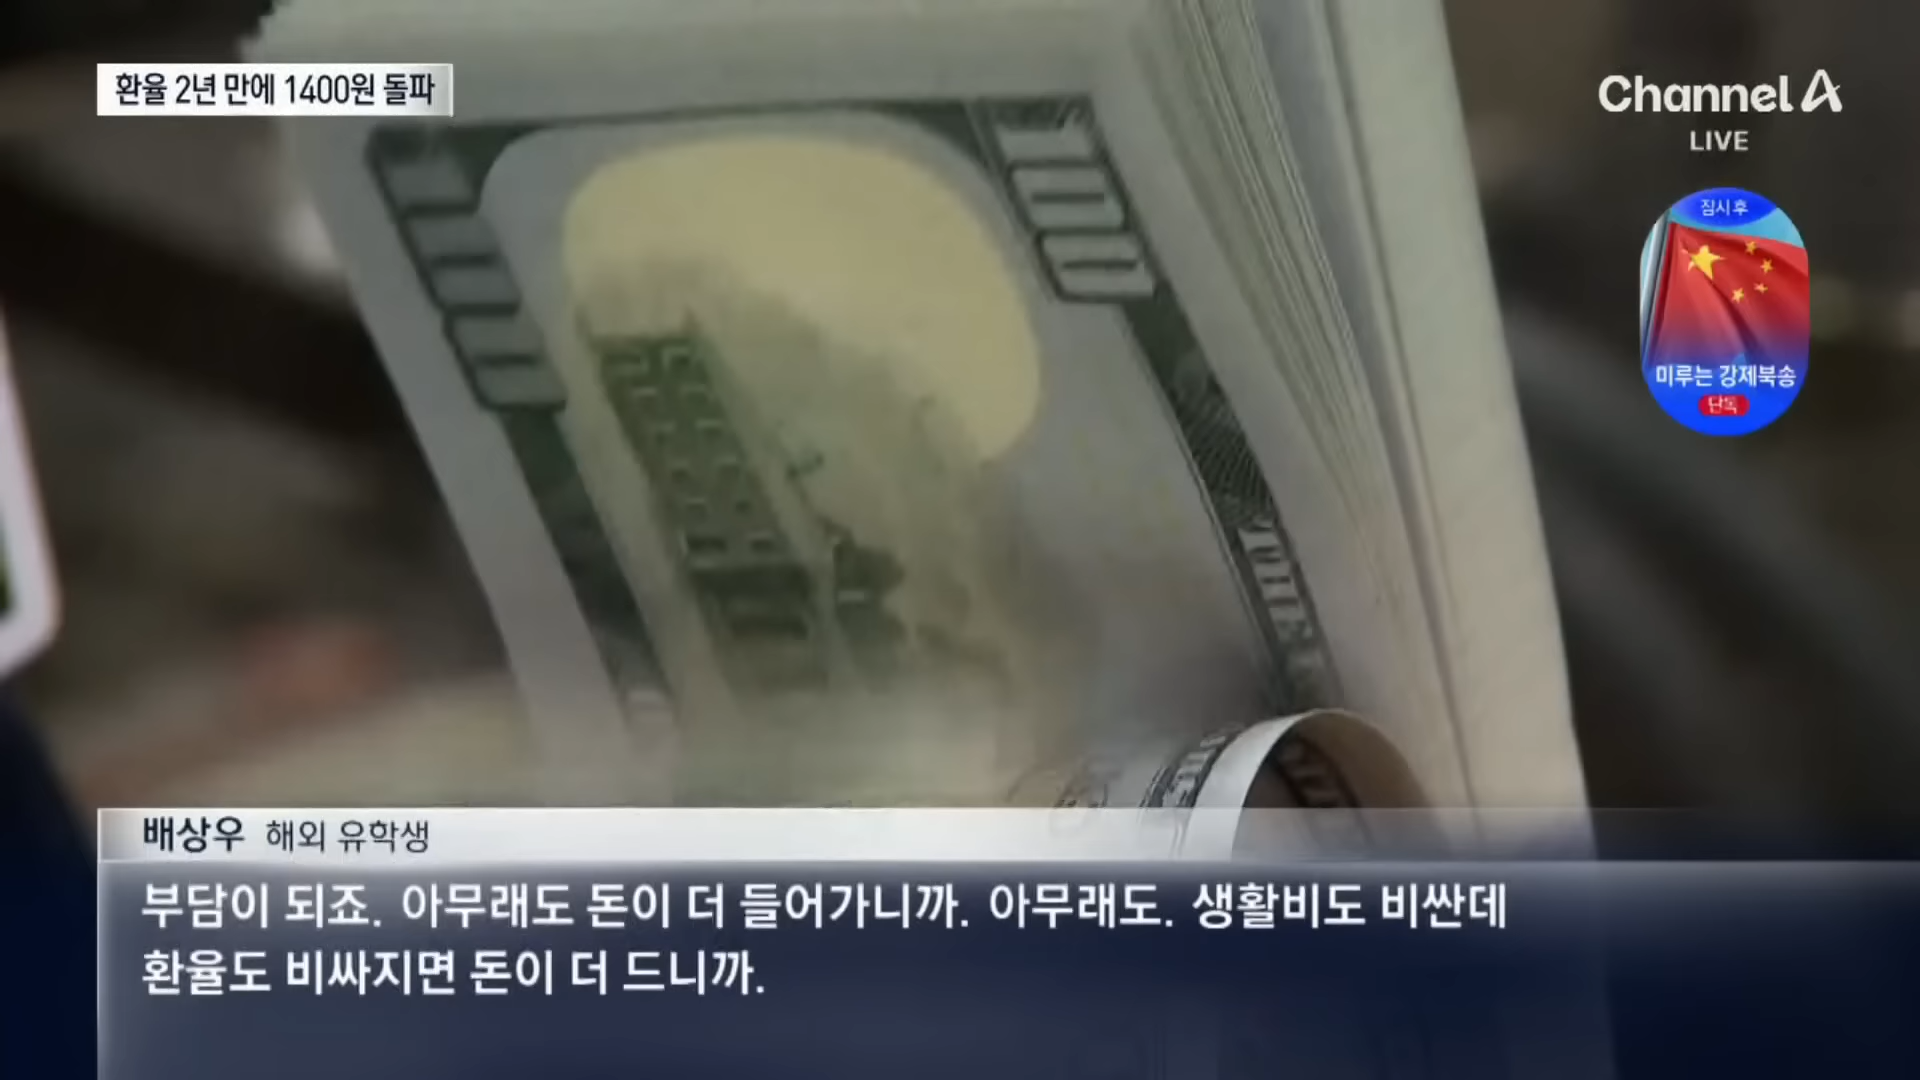 환율 2년 만에 1400원 돌파
Channel A
LIVE
잠시 후
미루는 강제북송
단독
100
배상우 해외 유학생
부담이 되죠. 아무래도 돈이 더 들어가니까. 아무래도. 생활비도 비싼데
환율도 비싸지면 돈이 더 드니까.